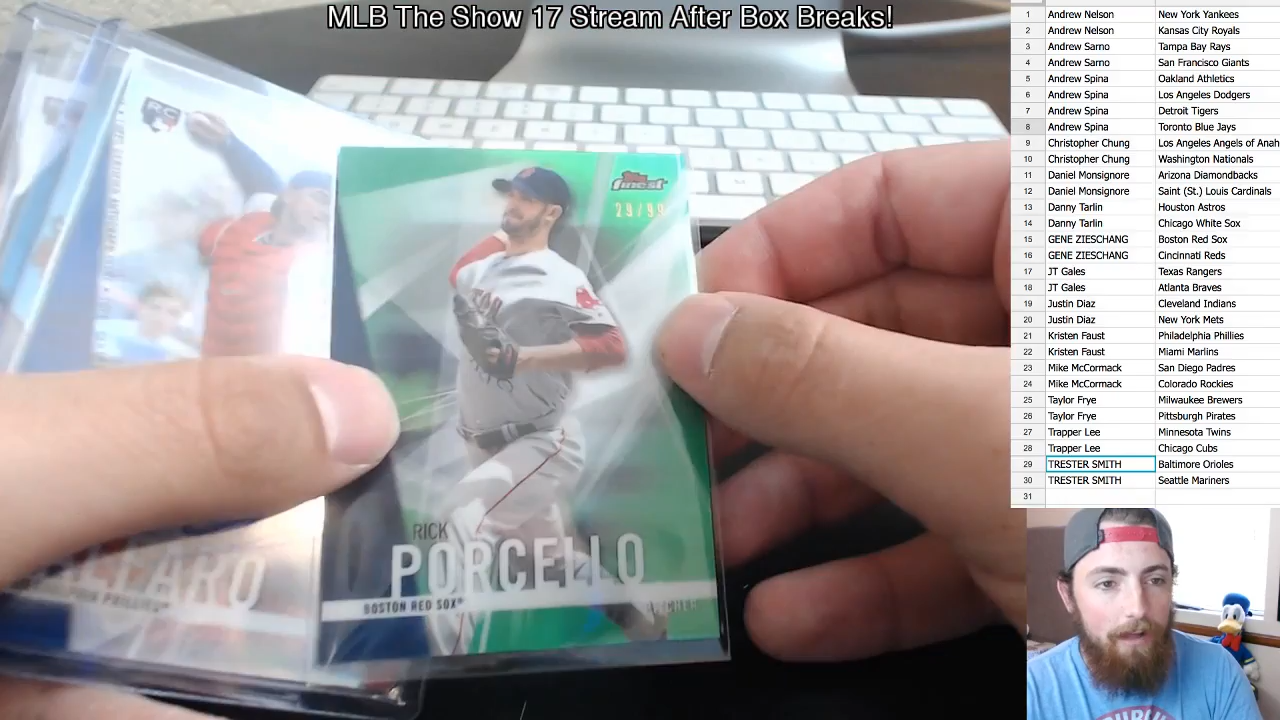 MLB The Show 17 Stream After Box Breaks!
1 Andrew Nelson New York Yankees
2 Andrew Nelson Kansas City Royals
3 Andrew Sarno Tampa Bay Rays
4 Andrew Sarno San Francisco Giants
5 Andrew Spina Oakland Athletics
6 Andrew Spina Los Angeles Dodgers
7 Andrew Spina Detroit Tigers
8 Andrew Spina Toronto Blue Jays
9 Christopher Chung Los Angeles Angels of Anah
10 Christopher Chung Washington Nationals
11 Daniel Monsignore Arizona Diamondbacks
12 Daniel Monsignore Saint (St.) Louis Cardinals
13 Danny Tarlin Houston Astros
14 Danny Tarlin Chicago White Sox
15 GENE ZIESCHANG Boston Red Sox
16 GENE ZIESCHANG Cincinnati Reds
17 JT Gales Texas Rangers
18 JT Gales Atlanta Braves
19 Justin Diaz Cleveland Indians
20 Justin Diaz New York Mets
21 Kristen Faust Philadelphia Phillies
22 Kristen Faust Miami Marlins
23 Mike McCormack San Diego Padres
24 Mike McCormack Colorado Rockies
25 Taylor Frye Milwaukee Brewers
26 Taylor Frye Pittsburgh Pirates
27 Trapper Lee Minnesota Twins
28 Trapper Lee Chicago Cubs
29 TRESTER SMITH Baltimore Orioles
30 TRESTER SMITH Seattle Mariners
31
RC
Topps
finest
29/99
RICK
PORCELLO
BOSTON RED SOX
PITCHER
ALFARO